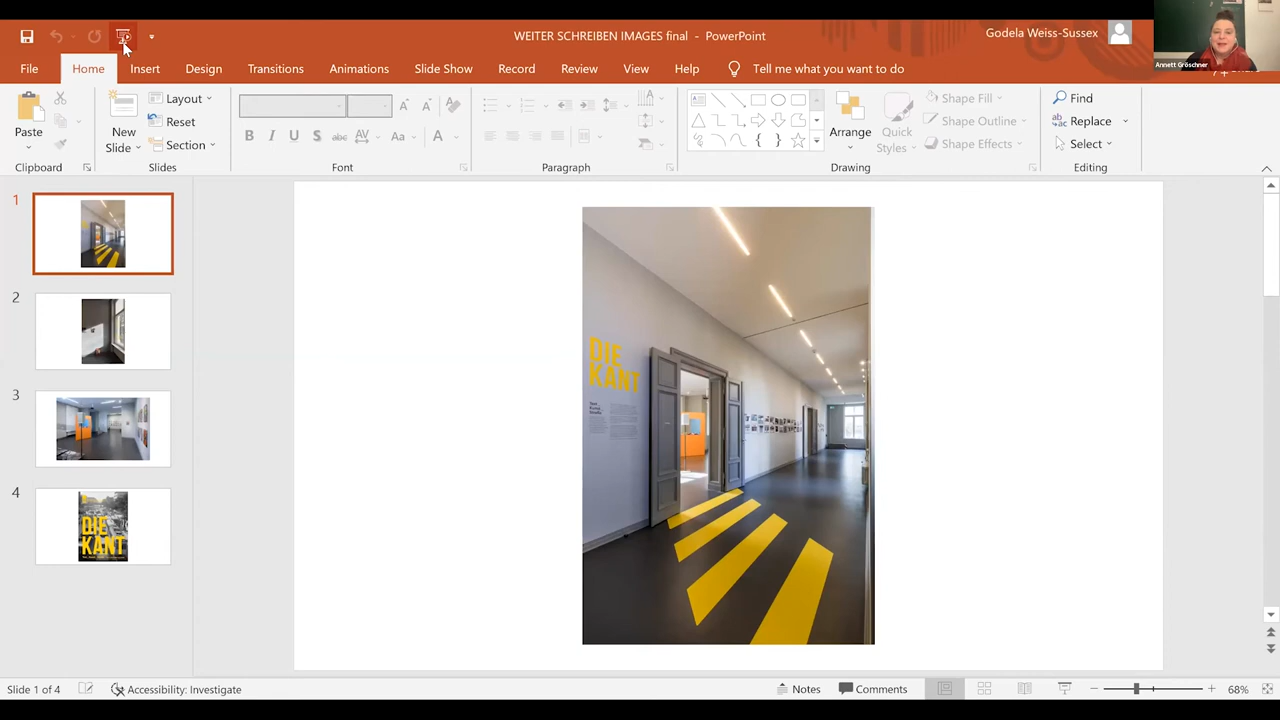 WEITER SCHREIBEN IMAGES final - PowerPoint
Godela Weiss-Sussex
Annett Gröschner
File Home Insert Design Transitions Animations Slide Show Record Review View Help Tell me what you want to do
Paste
Clipboard
New Slide
Layout
Reset
Section
Slides
B I U S abc AV Aa A
Font
Paragraph
Arrange
Quick Styles
Shape Fill
Shape Outline
Shape Effects
Drawing
Find
Replace
Select
Editing
1
2
3
4
DIE
KANT
DIE
KANT
Slide 1 of 4
Accessibility: Investigate
Notes
Comments
68%